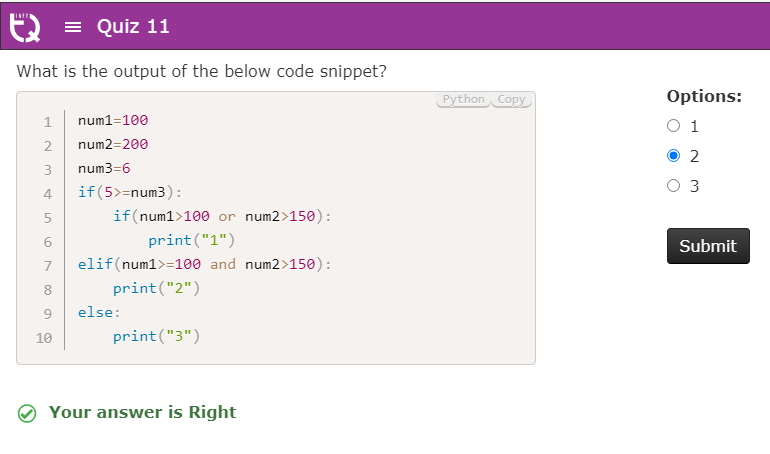 INFY
TQ
Quiz 11
What is the output of the below code snippet?
Python Copy
1 num1=100
2 num2=200
3 num3=6
4 if(5>=num3):
5     if(num1>100 or num2>150):
6         print("1")
7 elif(num1>=100 and num2>150):
8     print("2")
9 else:
10     print("3")
Options:
1
2
3
Submit
Your answer is Right